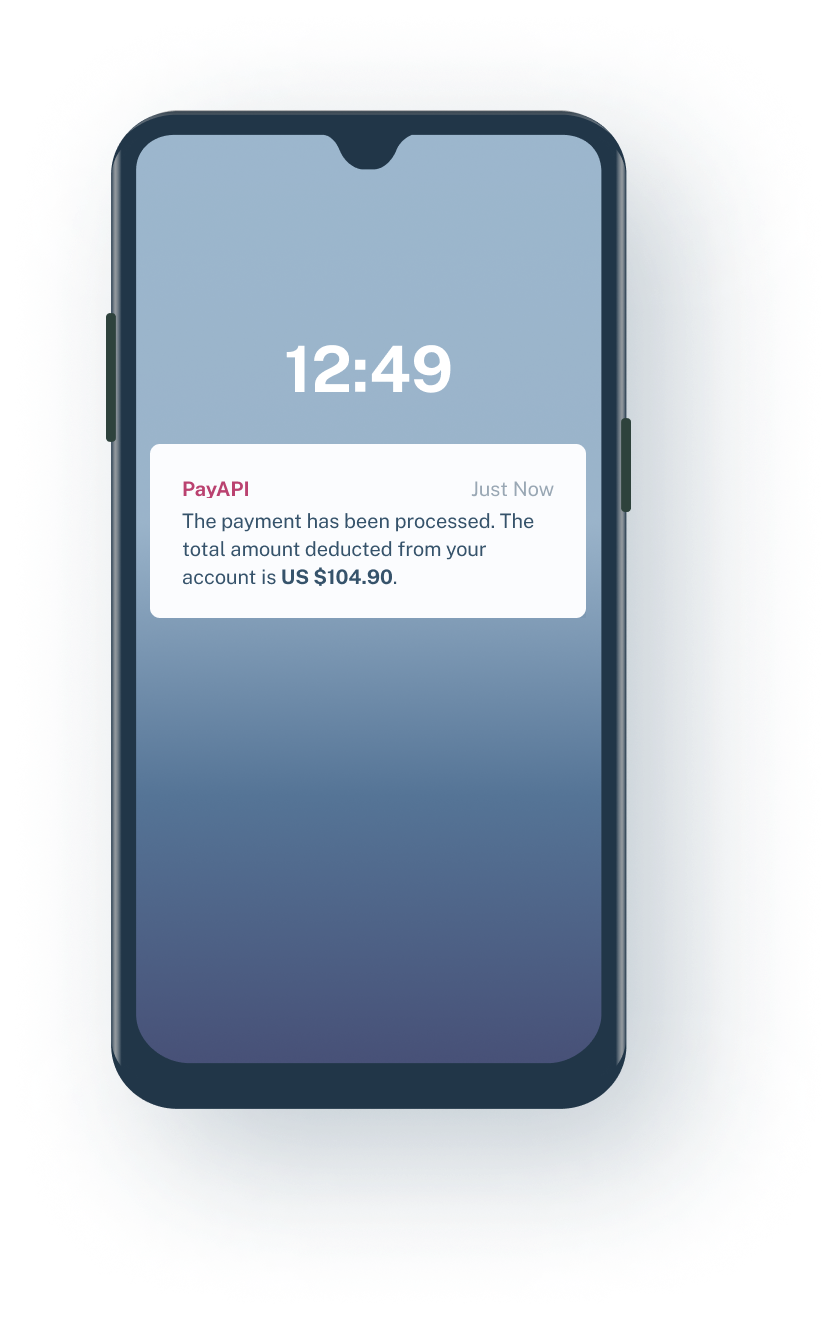 12:49
PayAPI Just Now
The payment has been processed. The
total amount deducted from your
account is US $104.90.